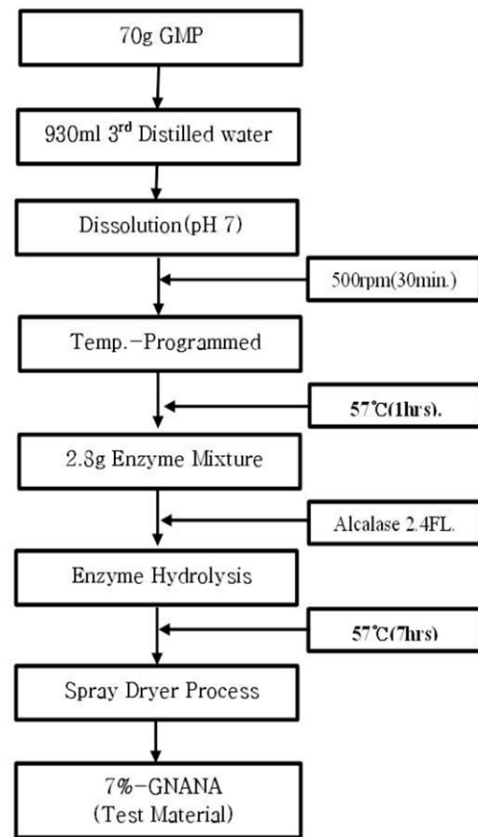 70g GMP
930ml 3rd Distilled water
Dissolution(pH 7)
500rpm(30min.)
Temp.-Programmed
57℃(1hrs).
2.8g Enzyme Mixture
Alcalase 2.4FL.
Enzyme Hydrolysis
57℃(7hrs)
Spray Dryer Process
7%-GNANA
(Test Material)